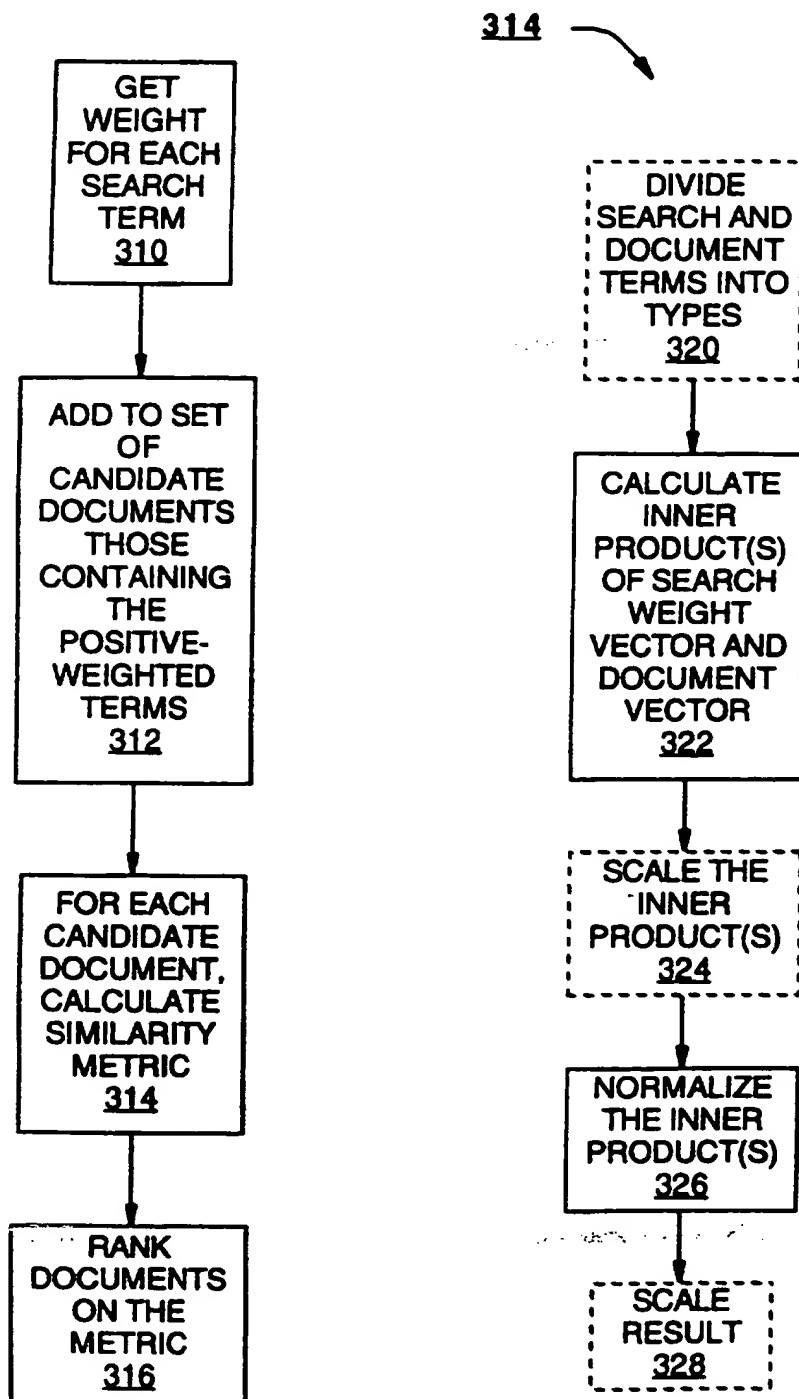 GET
WEIGHT
FOR EACH
SEARCH
TERM
310
ADD TO SET
OF
CANDIDATE
DOCUMENTS
THOSE
CONTAINING
THE
POSITIVE-
WEIGHTED
TERMS
312
FOR EACH
CANDIDATE
DOCUMENT,
CALCULATE
SIMILARITY
METRIC
314
RANK
DOCUMENTS
ON THE
METRIC
316
314
DIVIDE
SEARCH AND
DOCUMENT
TERMS INTO
TYPES
320
CALCULATE
INNER
PRODUCT(S)
OF SEARCH
WEIGHT
VECTOR AND
DOCUMENT
VECTOR
322
SCALE THE
INNER
PRODUCT(S)
324
NORMALIZE
THE INNER
PRODUCT(S)
326
SCALE
RESULT
328